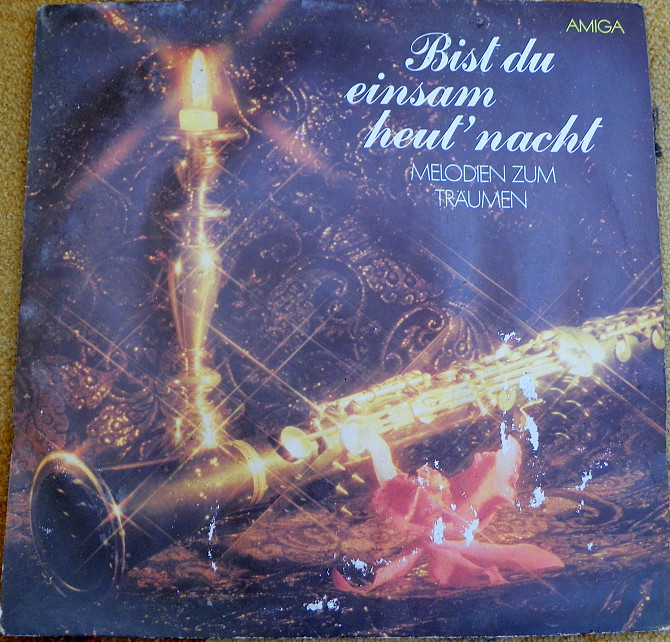 AMIGA
Bist du
einsam
heut' nacht
MELODIEN ZUM
TRÄUMEN